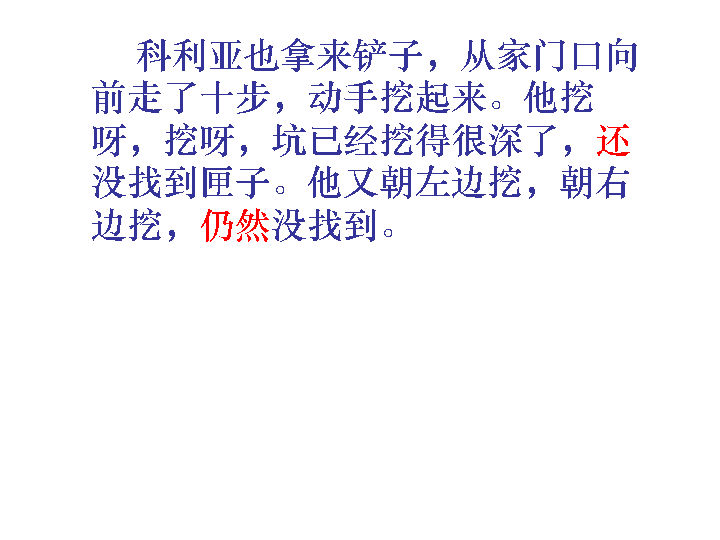 科利亚也拿来铲子，从家门口向
前走了十步，动手挖起来。他挖
呀，挖呀，坑已经挖得很深了，还
没找到匣子。他又朝左边挖，朝右
边挖，仍然没找到。